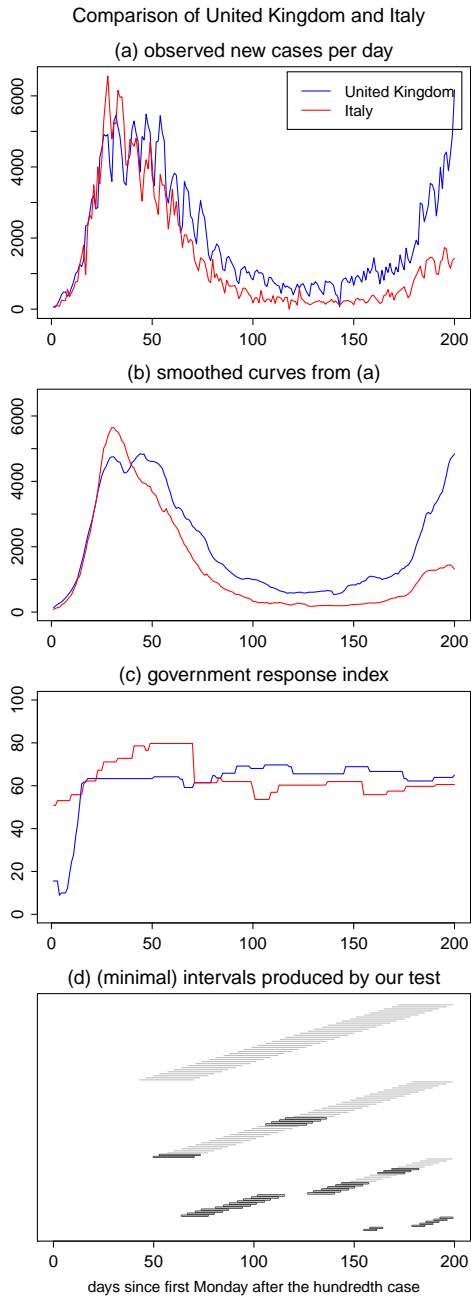 Comparison of United Kingdom and Italy
(a) observed new cases per day
United Kingdom
Italy
6000
4000
2000
0
0 50 100 150 200
(b) smoothed curves from (a)
6000
4000
2000
0
0 50 100 150 200
(c) government response index
100
80
60
40
20
0
0 50 100 150 200
(d) (minimal) intervals produced by our test
0 50 100 150 200
days since first Monday after the hundredth case